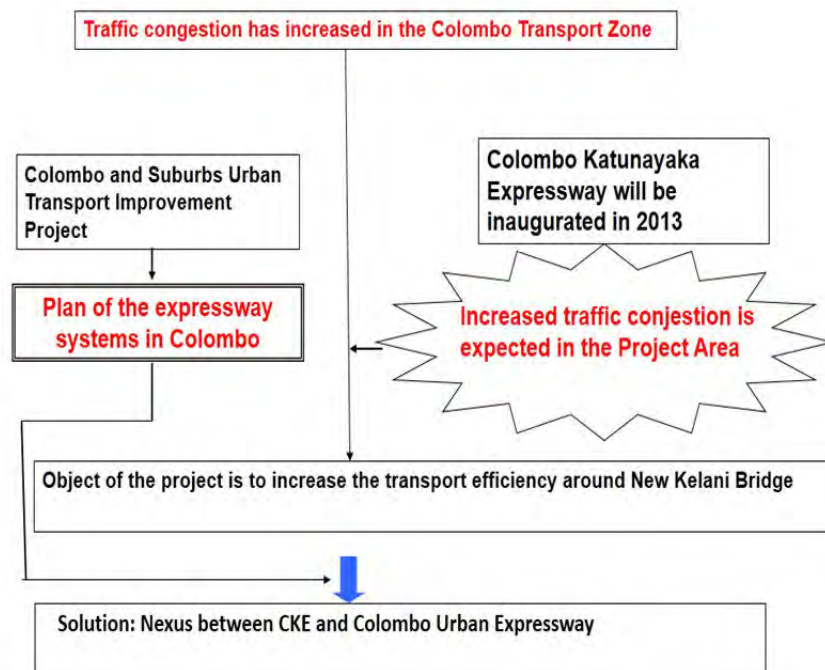 Traffic congestion has increased in the Colombo Transport Zone
Colombo and Suburbs Urban
Transport Improvement
Project
Colombo Katunayaka
Expressway will be
inaugurated in 2013
Plan of the expressway
systems in Colombo
Increased traffic conjestion is
expected in the Project Area
Object of the project is to increase the transport efficiency around New Kelani Bridge
Solution: Nexus between CKE and Colombo Urban Expressway